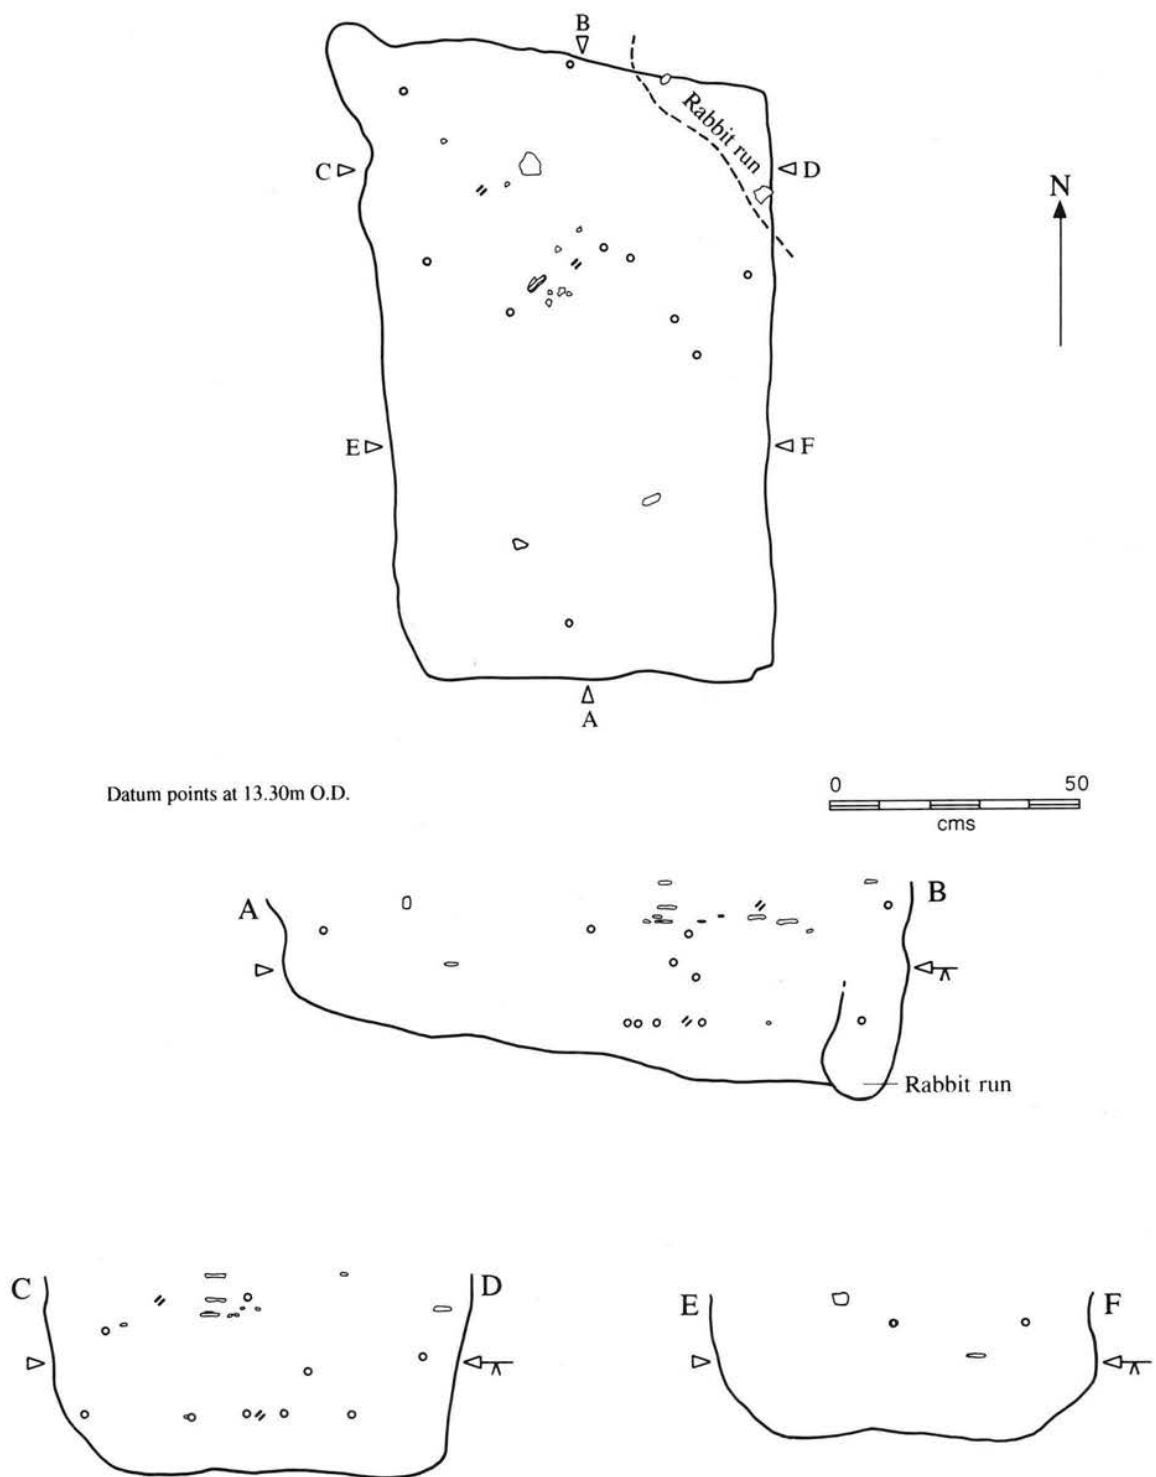 B
Rabbit run
C D
N
E F
A
Datum points at 13.30m O.D.
0 50
cms
A B
Rabbit run
C D E F